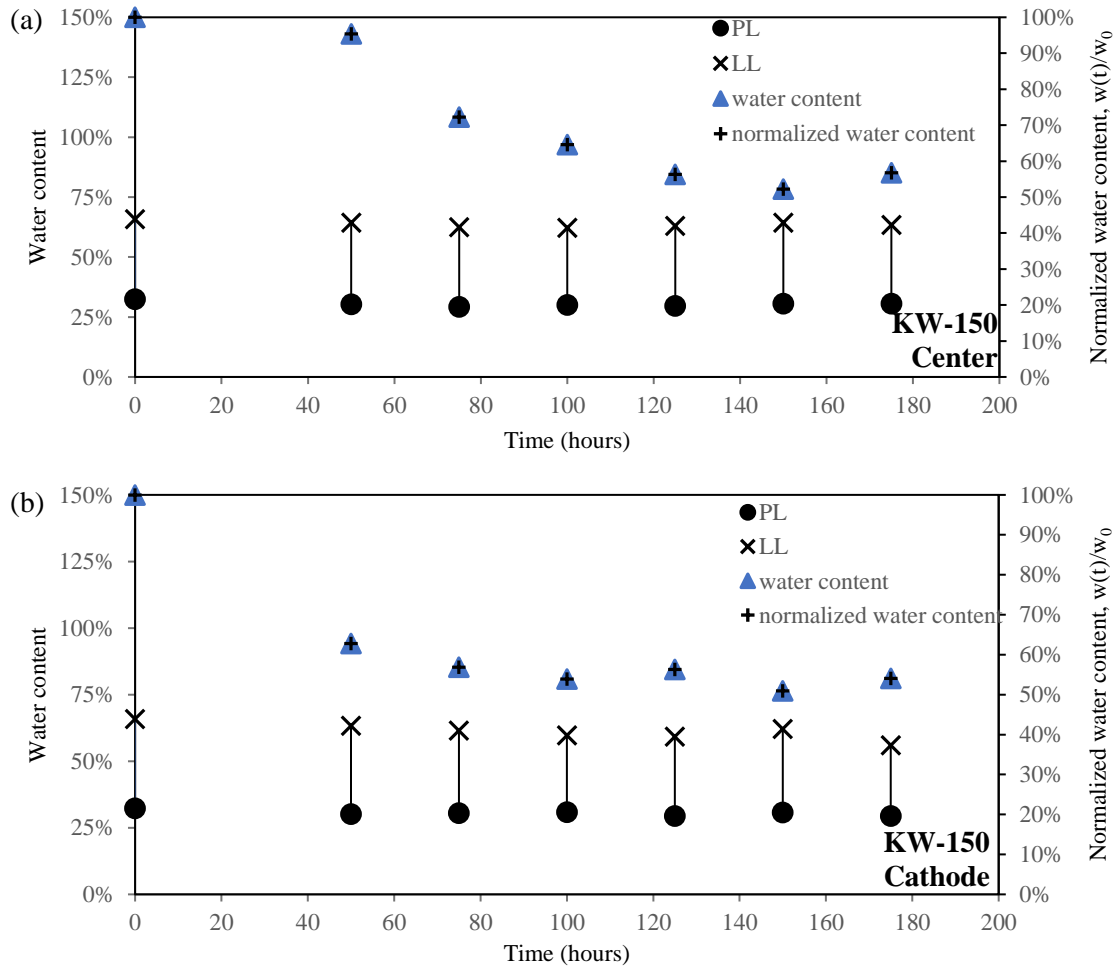 (a)
150%
125%
100%
75%
50%
25%
0%
Water content
0 20 40 60 80 100 120 140 160 180 200
Time (hours)
PL
LL
water content
normalized water content
KW-150
Center
100%
90%
80%
70%
60%
50%
40%
30%
20%
10%
0%
Normalized water content, w(t)/w₀
(b)
150%
125%
100%
75%
50%
25%
0%
Water content
0 20 40 60 80 100 120 140 160 180 200
Time (hours)
PL
LL
water content
normalized water content
KW-150
Cathode
100%
90%
80%
70%
60%
50%
40%
30%
20%
10%
0%
Normalized water content, w(t)/w₀